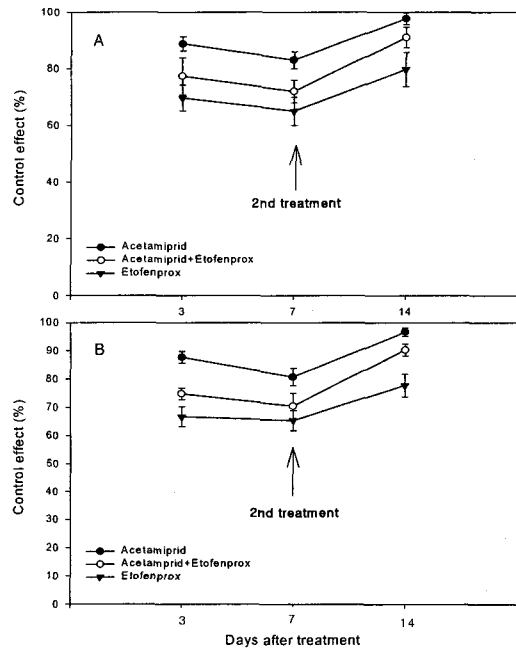 A
Control effect (%)
100
80
60
40
20
0
2nd treatment
Acetamiprid
Acetamiprid+Etofenprox
Etofenprox
3
7
14
B
Control effect (%)
100
90
80
70
60
50
40
30
20
10
0
2nd treatment
Acetamiprid
Acetamprid+Etofenprox
Etofenprox
3
7
14
Days after treatment